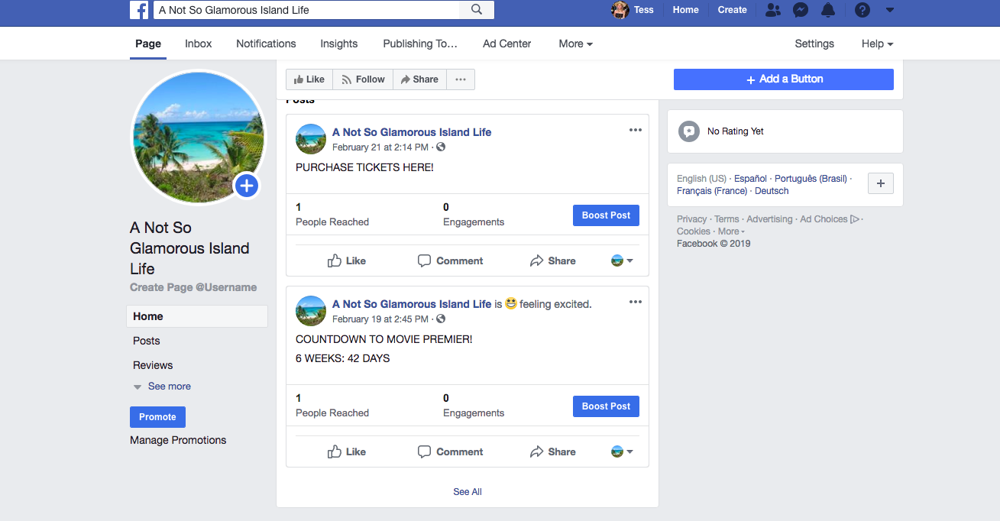 A Not So Glamorous Island Life
Tess Home Create
Page Inbox Notifications Insights Publishing To... Ad Center More Settings Help
Like Follow Share
+ Add a Button
A Not So
Glamorous Island
Life
Create Page @Username
Home
Posts
Reviews
See more
Promote
Manage Promotions
Posts
A Not So Glamorous Island Life
February 21 at 2:14 PM ·
PURCHASE TICKETS HERE!
1 0
People Reached Engagements
Boost Post
Like Comment Share
A Not So Glamorous Island Life is feeling excited.
February 19 at 2:45 PM ·
COUNTDOWN TO MOVIE PREMIER!
6 WEEKS: 42 DAYS
1 0
People Reached Engagements
Boost Post
Like Comment Share
See All
No Rating Yet
English (US) · Español · Português (Brasil) ·
Français (France) · Deutsch
Privacy · Terms · Advertising · Ad Choices ·
Cookies · More
Facebook © 2019